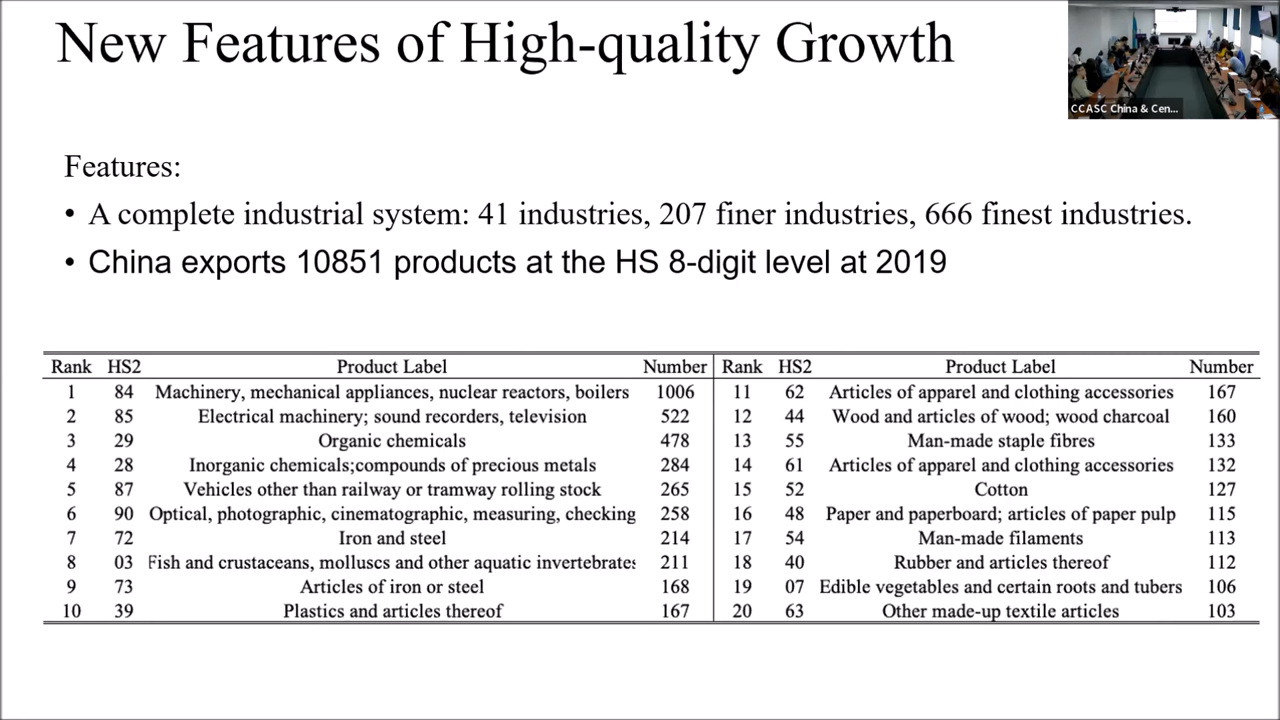 New Features of High-quality Growth
CCASC China & Cen...
Features:
• A complete industrial system: 41 industries, 207 finer industries, 666 finest industries.
• China exports 10851 products at the HS 8-digit level at 2019
Rank HS2 Product Label Number Rank HS2 Product Label Number
1 84 Machinery, mechanical appliances, nuclear reactors, boilers 1006 11 62 Articles of apparel and clothing accessories 167
2 85 Electrical machinery; sound recorders, television 522 12 44 Wood and articles of wood; wood charcoal 160
3 29 Organic chemicals 478 13 55 Man-made staple fibres 133
4 28 Inorganic chemicals;compounds of precious metals 284 14 61 Articles of apparel and clothing accessories 132
5 87 Vehicles other than railway or tramway rolling stock 265 15 52 Cotton 127
6 90 Optical, photographic, cinematographic, measuring, checking 258 16 48 Paper and paperboard; articles of paper pulp 115
7 72 Iron and steel 214 17 54 Man-made filaments 113
8 03 Fish and crustaceans, molluscs and other aquatic invertebrates 211 18 40 Rubber and articles thereof 112
9 73 Articles of iron or steel 168 19 07 Edible vegetables and certain roots and tubers 106
10 39 Plastics and articles thereof 167 20 63 Other made-up textile articles 103